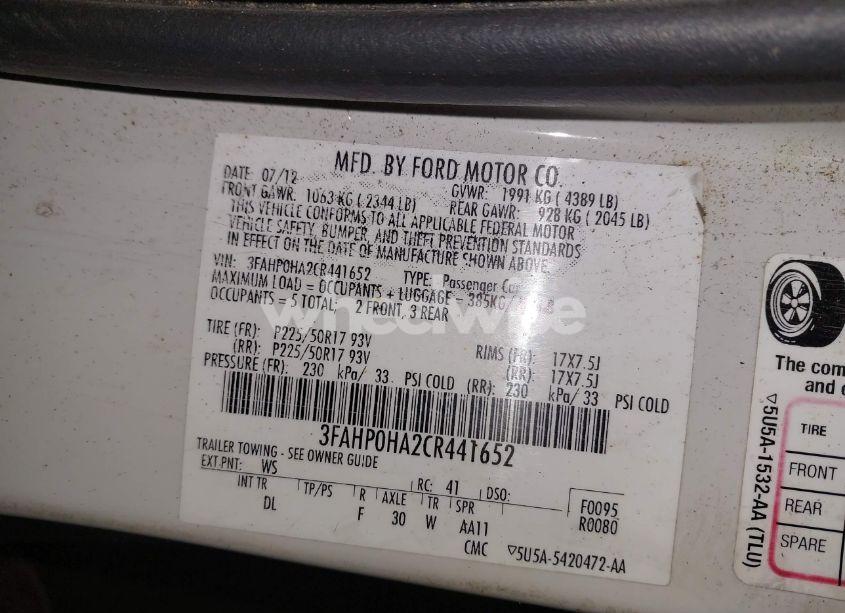 MFD. BY FORD MOTOR CO.
DATE: 07/12 GVWR: 1991 KG ( 4389 LB)
FRONT GAWR: 1063 KG ( 2344 LB) REAR GAWR: 928 KG ( 2045 LB)
THIS VEHICLE CONFORMS TO ALL APPLICABLE FEDERAL MOTOR
VEHICLE SAFETY, BUMPER, AND THEFT PREVENTION STANDARDS
IN EFFECT ON THE DATE OF MANUFACTURE SHOWN ABOVE.
VIN: 3FAHP0HA2CR441652 TYPE: Passenger Car
MAXIMUM LOAD = OCCUPANTS + LUGGAGE = 385KG/
OCCUPANTS = 5 TOTAL; 2 FRONT, 3 REAR
TIRE (FR): P225/50R17 93V RIMS (FR): 17X7.5J
(RR): P225/50R17 93V (RR): 17X7.5J
PRESSURE (FR): 230 kPa/ 33 PSI COLD (RR): 230 kPa/ 33 PSI COLD
3FAHP0HA2CR441652
TRAILER TOWING - SEE OWNER GUIDE
EXT.PNT: WS RC: 41 DSO: F0095
INT TR TP/PS R AXLE TR SPR R0080
DL F 30 W AA11
CMC ▽5U5A-5420472-AA
wheelwise
The com
and c
TIRE
FRONT
REAR
SPARE
▽5U5A-1532-AA (TLU)